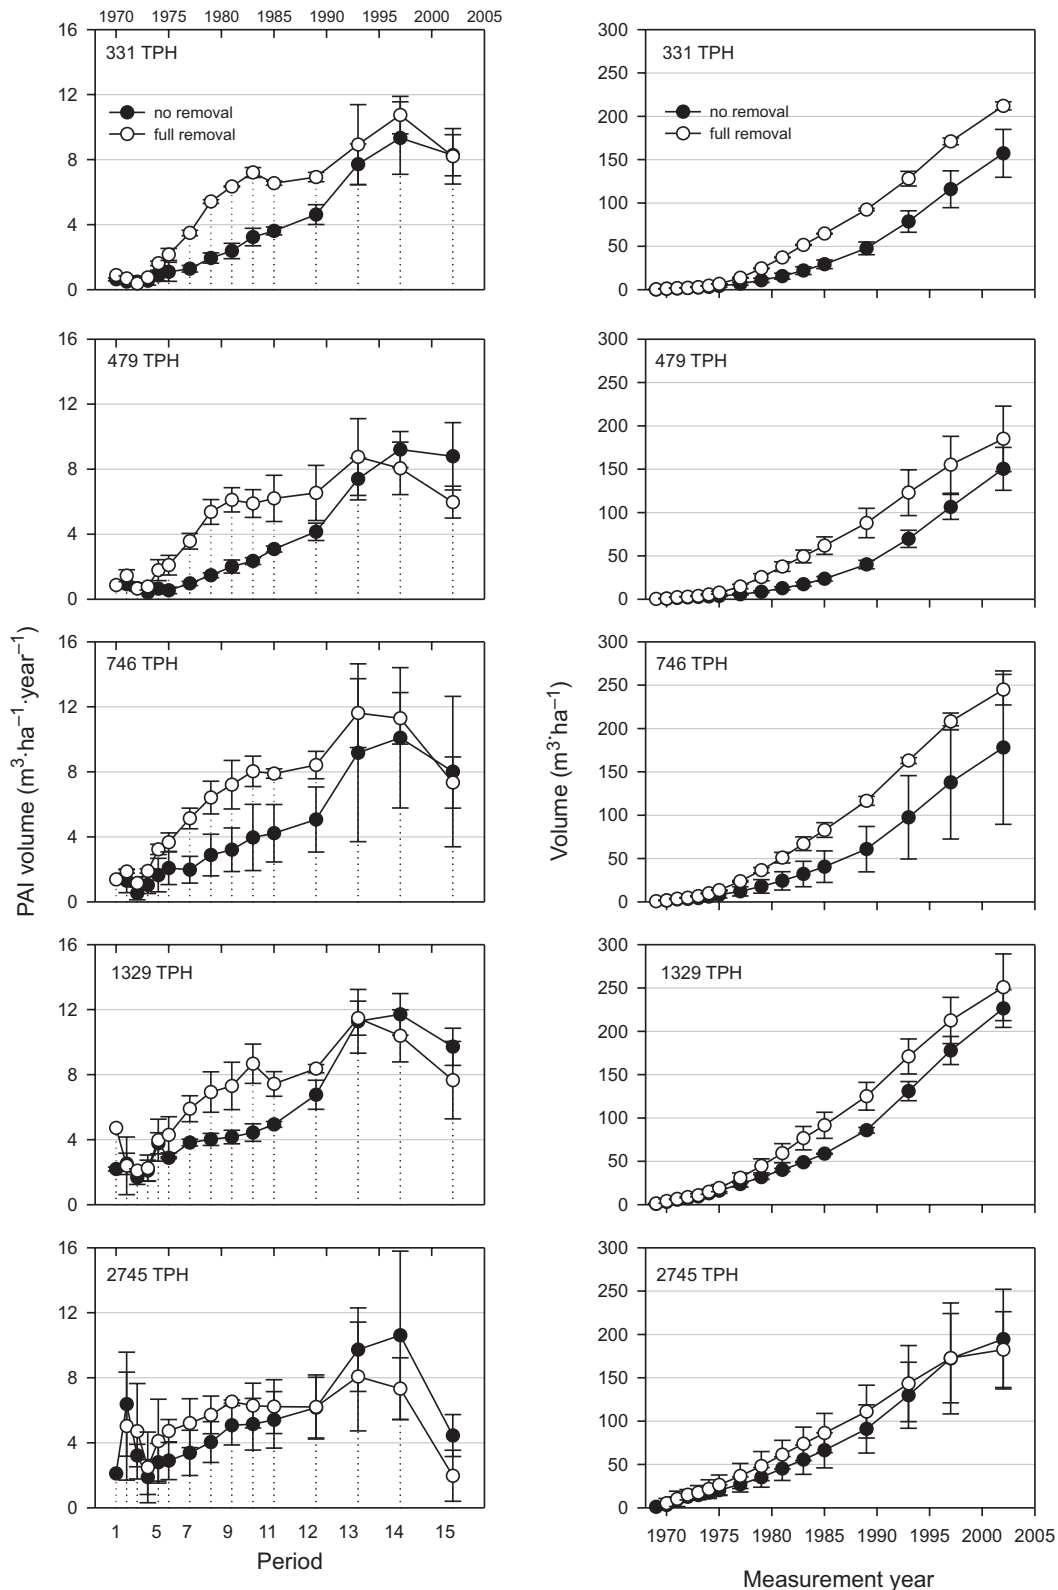 1970 1975 1980 1985 1990 1995 2000 2005
16
12
8
4
0
331 TPH
no removal
full removal
300
250
200
150
100
50
0
331 TPH
no removal
full removal
16
12
8
4
0
479 TPH
300
250
200
150
100
50
0
479 TPH
PAI volume (m³·ha⁻¹·year⁻¹)
16
12
8
4
0
746 TPH
Volume (m³·ha⁻¹)
300
250
200
150
100
50
0
746 TPH
16
12
8
4
0
1329 TPH
300
250
200
150
100
50
0
1329 TPH
16
12
8
4
0
2745 TPH
1 5 7 9 11 12 13 14 15
Period
300
250
200
150
100
50
0
2745 TPH
1970 1975 1980 1985 1990 1995 2000 2005
Measurement year